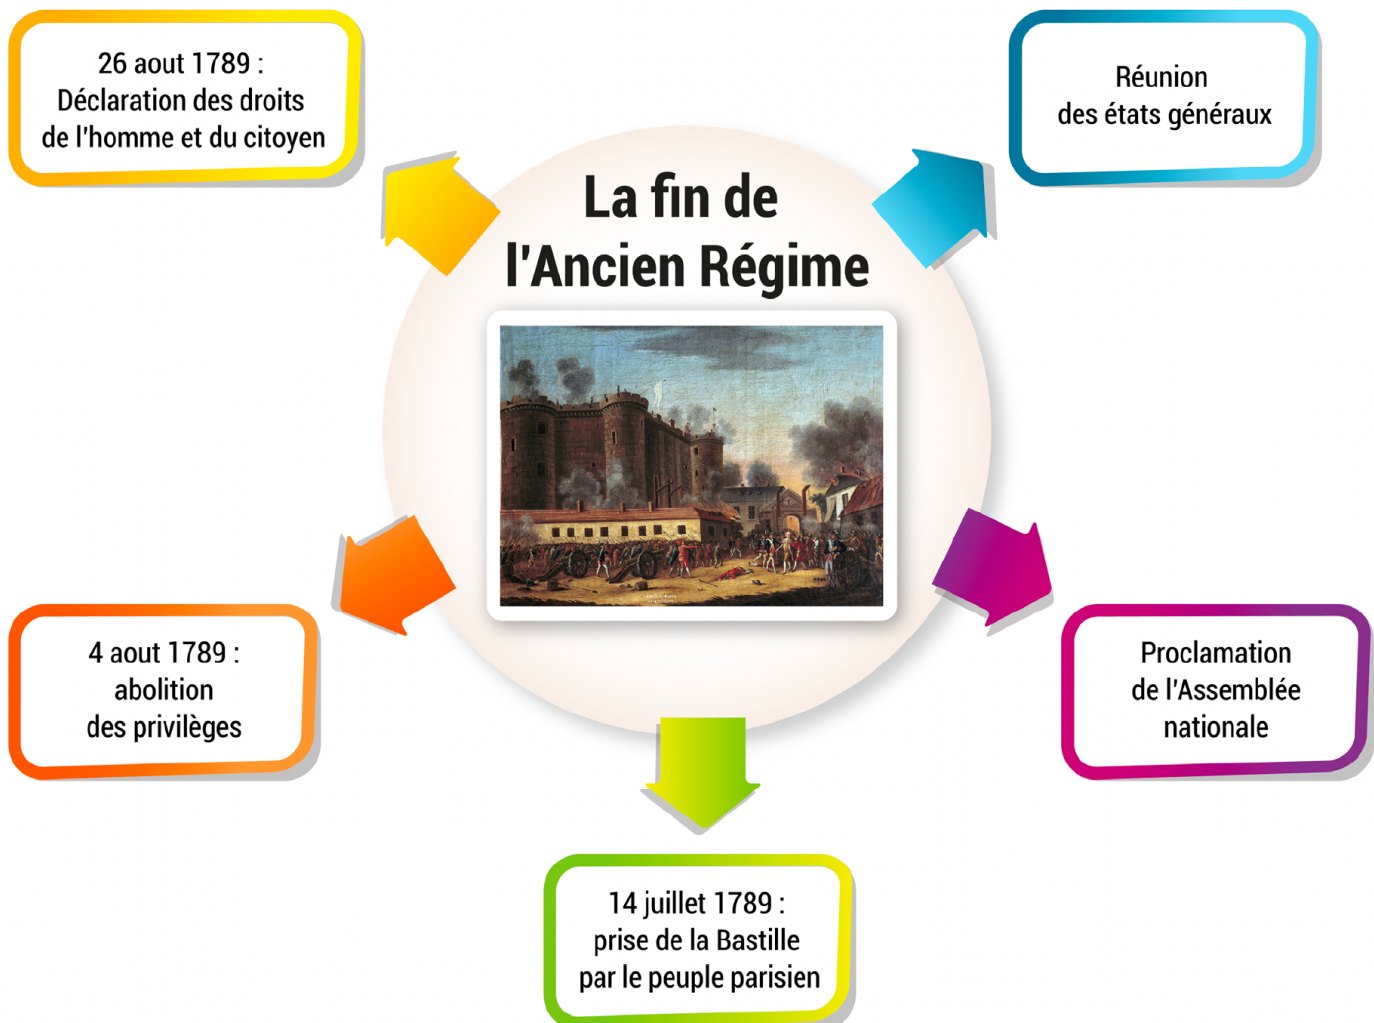 La fin de
l'Ancien Régime
Réunion
des états généraux
Proclamation
de l'Assemblée
nationale
14 juillet 1789 :
prise de la Bastille
par le peuple parisien
4 aout 1789 :
abolition
des privilèges
26 aout 1789 :
Déclaration des droits
de l'homme et du citoyen